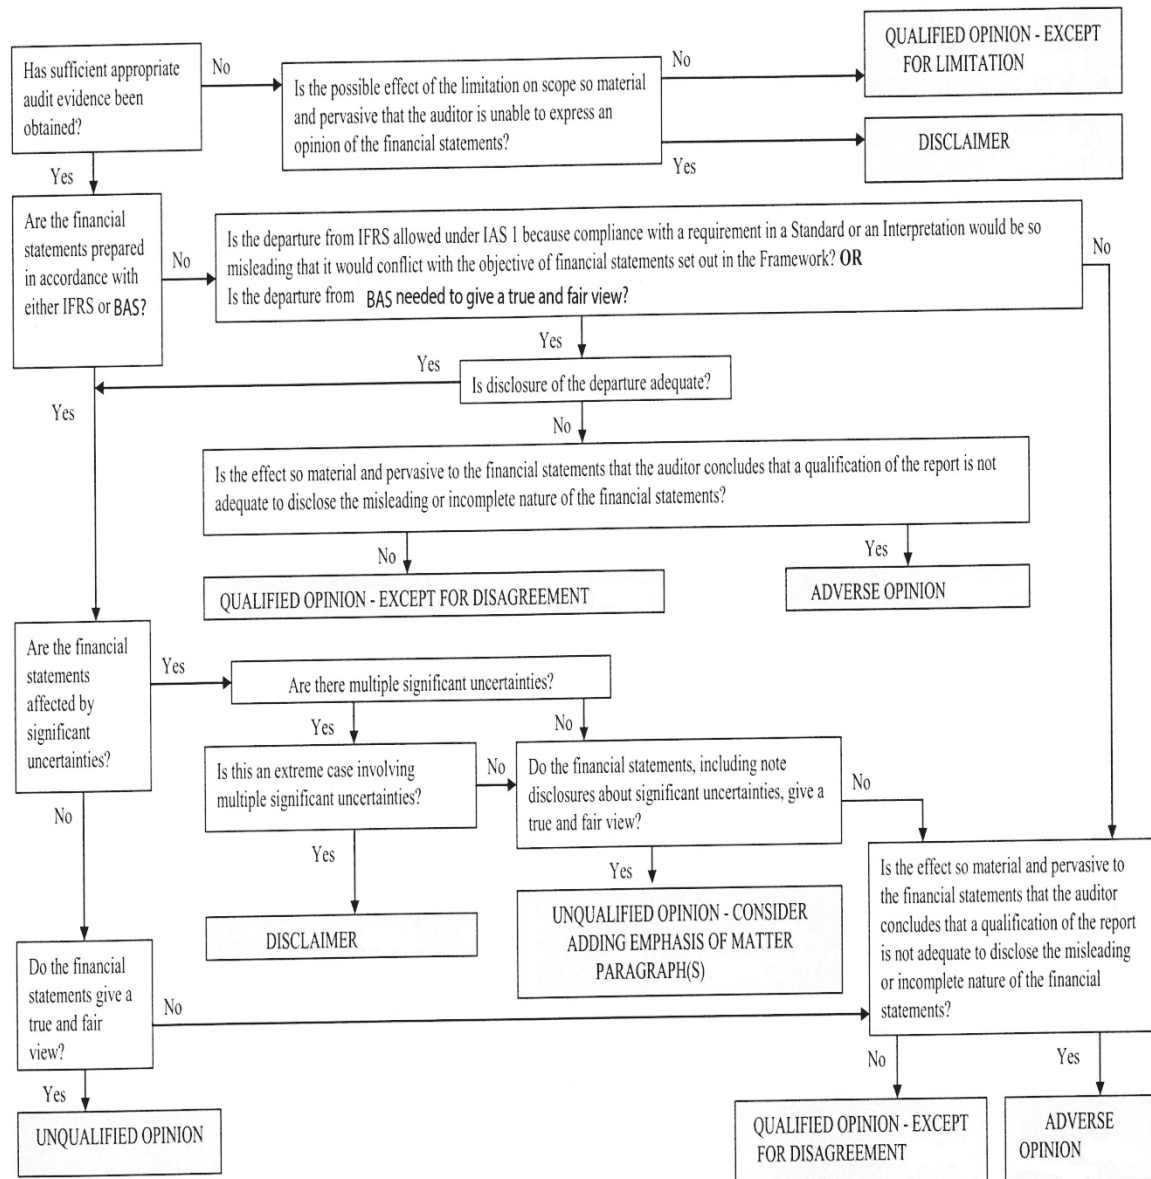 Has sufficient appropriate
audit evidence been
obtained?
No
Is the possible effect of the limitation on scope so material
and pervasive that the auditor is unable to express an
opinion of the financial statements?
No
QUALIFIED OPINION - EXCEPT
FOR LIMITATION
Yes
DISCLAIMER
Yes
Are the financial
statements prepared
in accordance with
either IFRS or BAS?
No
Is the departure from IFRS allowed under IAS 1 because compliance with a requirement in a Standard or an Interpretation would be so
misleading that it would conflict with the objective of financial statements set out in the Framework? OR
Is the departure from BAS needed to give a true and fair view?
No
Yes
Is disclosure of the departure adequate?
Yes
Yes
No
Is the effect so material and pervasive to the financial statements that the auditor concludes that a qualification of the report is not
adequate to disclose the misleading or incomplete nature of the financial statements?
No
QUALIFIED OPINION - EXCEPT FOR DISAGREEMENT
Yes
ADVERSE OPINION
Are the financial
statements
affected by
significant
uncertainties?
Yes
Are there multiple significant uncertainties?
Yes
No
Is this an extreme case involving
multiple significant uncertainties?
No
Do the financial statements, including note
disclosures about significant uncertainties, give a
true and fair view?
No
No
Yes
DISCLAIMER
Yes
UNQUALIFIED OPINION - CONSIDER
ADDING EMPHASIS OF MATTER
PARAGRAPH(S)
Is the effect so material and pervasive to
the financial statements that the auditor
concludes that a qualification of the report
is not adequate to disclose the misleading
or incomplete nature of the financial
statements?
Do the financial
statements give a
true and fair
view?
No
Yes
UNQUALIFIED OPINION
No
QUALIFIED OPINION - EXCEPT
FOR DISAGREEMENT
Yes
ADVERSE
OPINION